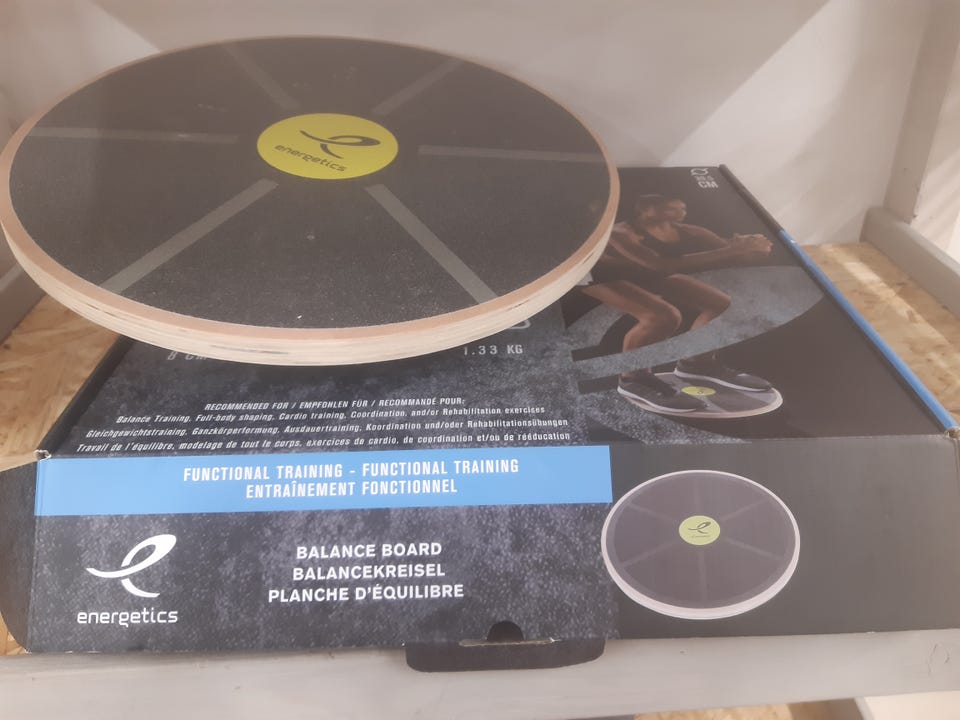 energetics
CM
8 CM
1.33 KG
RECOMMENDED FOR / EMPFOHLEN FÜR / RECOMMANDÉ POUR:
Balance Training, Full-body shaping, Cardio training, Coordination, and/or Rehabilitation exercises
Gleichgewichtstraining, Ganzkörperformung, Ausdauertraining, Koordination und/oder Rehabilitationsübungen
Travail de l'équilibre, modelage de tout le corps, exercices de cardio, de coordination et/ou de rééducation
FUNCTIONAL TRAINING - FUNCTIONAL TRAINING
ENTRAÎNEMENT FONCTIONNEL
energetics
BALANCE BOARD
BALANCEKREISEL
PLANCHE D'ÉQUILIBRE